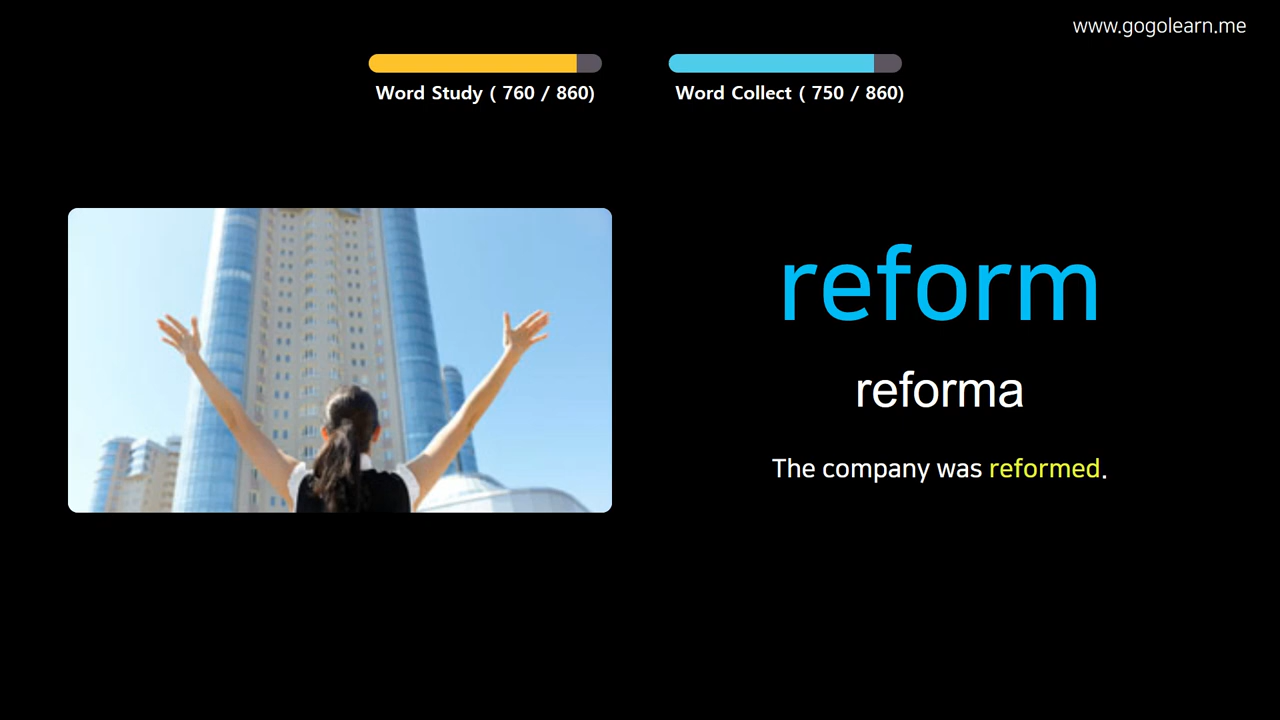 www.gogolearn.me
Word Study ( 760 / 860)
Word Collect ( 750 / 860)
reform
reforma
The company was reformed.